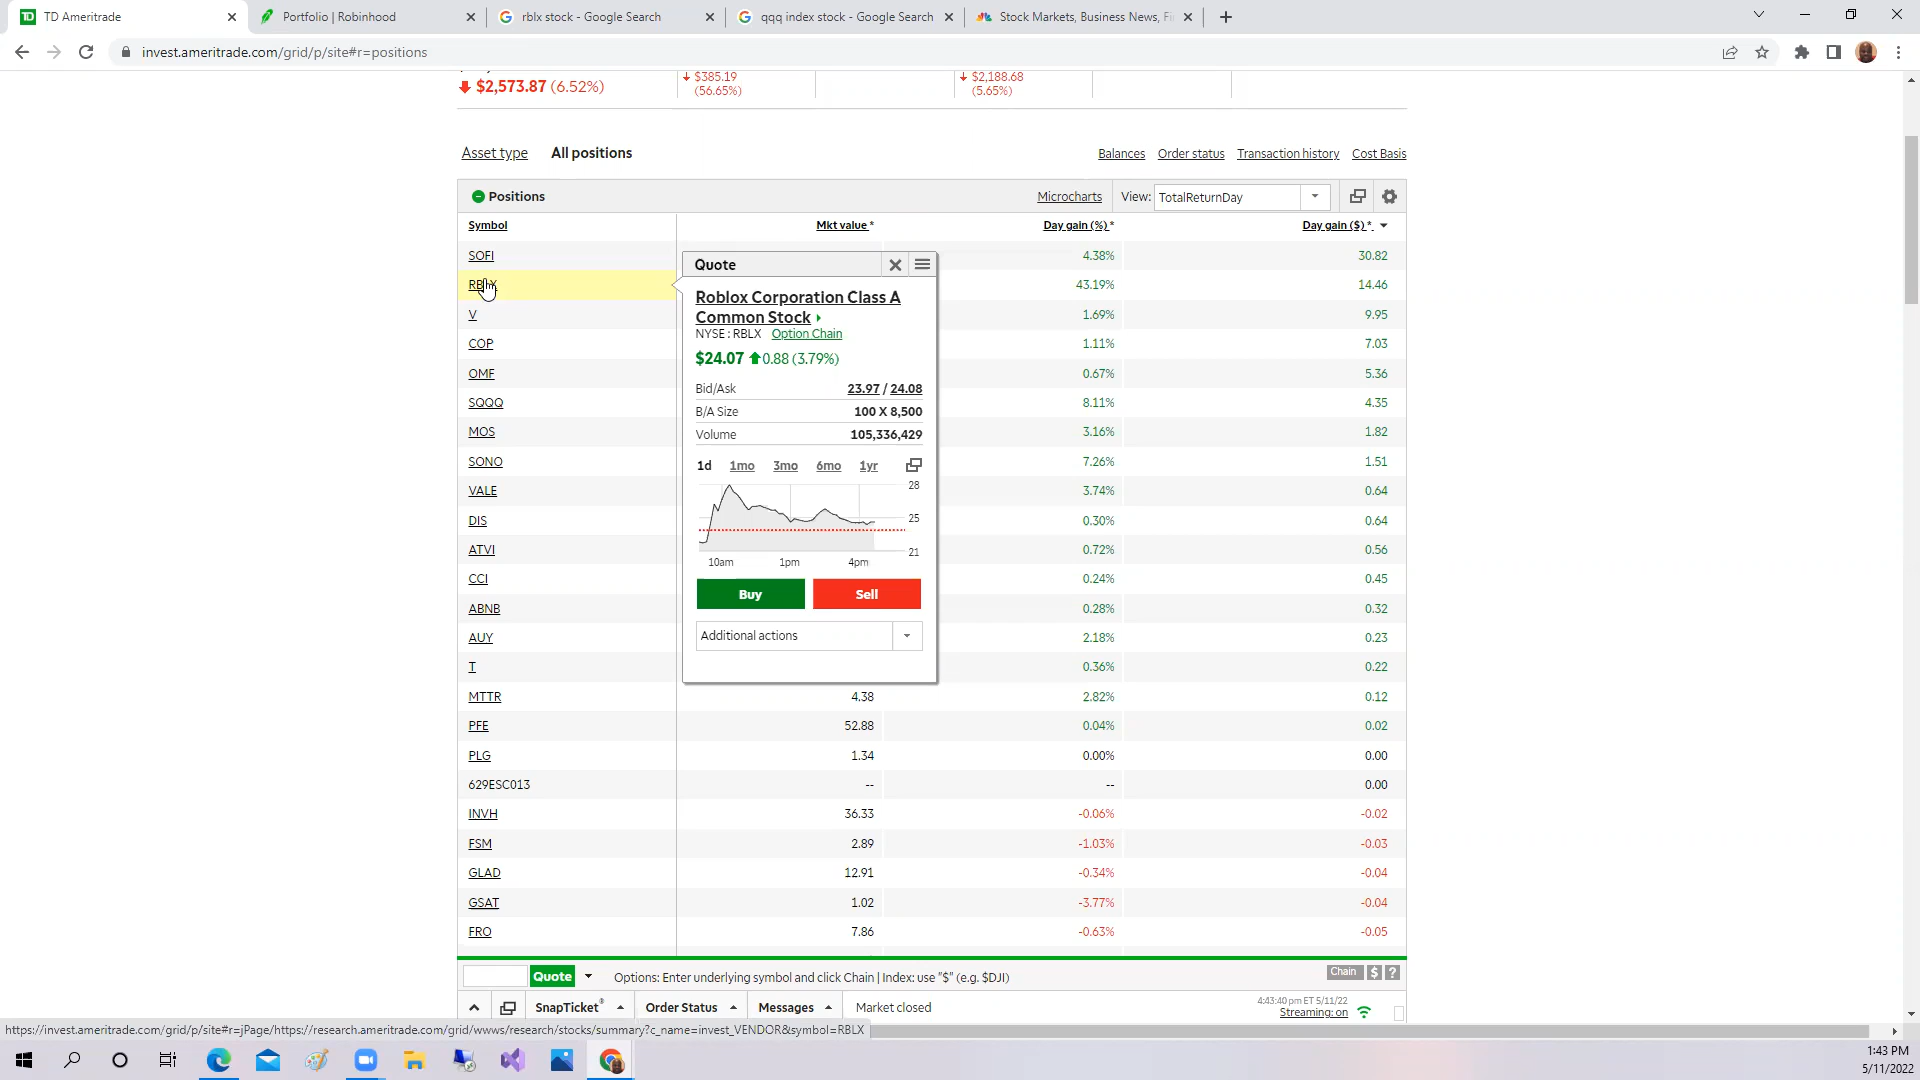 TD Ameritrade
Portfolio | Robinhood
rblx stock - Google Search
qqq index stock - Google Search
Stock Markets, Business News, Fi
invest.ameritrade.com/grid/p/site#r=positions
$2,573.87 (6.52%)
$385.19
(56.65%)
$2,188.68
(5.65%)
Asset type All positions
Balances Order status Transaction history Cost Basis
Positions
Microcharts View: TotalReturnDay
Symbol Mkt value * Day gain (%) * Day gain ($) *
SOFI 4.38% 30.82
RBLX 43.19% 14.46
V 1.69% 9.95
COP 1.11% 7.03
OMF 0.67% 5.36
SQQQ 8.11% 4.35
MOS 3.16% 1.82
SONO 7.26% 1.51
VALE 3.74% 0.64
DIS 0.30% 0.64
ATVI 0.72% 0.56
CCI 0.24% 0.45
ABNB 0.28% 0.32
AUY 2.18% 0.23
T 0.36% 0.22
MTTR 4.38 2.82% 0.12
PFE 52.88 0.04% 0.02
PLG 1.34 0.00% 0.00
629ESC013 -- -- 0.00
INVH 36.33 -0.06% -0.02
FSM 2.89 -1.03% -0.03
GLAD 12.91 -0.34% -0.04
GSAT 1.02 -3.77% -0.04
FRO 7.86 -0.63% -0.05
Quote
Roblox Corporation Class A
Common Stock
NYSE : RBLX Option Chain
$24.07 0.88 (3.79%)
Bid/Ask 23.97 / 24.08
B/A Size 100 X 8,500
Volume 105,336,429
1d 1mo 3mo 6mo 1yr
28
25
21
10am 1pm 4pm
Buy Sell
Additional actions
Quote Options: Enter underlying symbol and click Chain | Index: use "$" (e.g. $DJI) Chain $ ?
SnapTicket® Order Status Messages Market closed
4:43:40 pm ET 5/11/22
Streaming: on
https://invest.ameritrade.com/grid/p/site#r=jPage/https://research.ameritrade.com/grid/wwws/research/stocks/summary?c_name=invest_VENDOR&symbol=RBLX
1:43 PM
5/11/2022